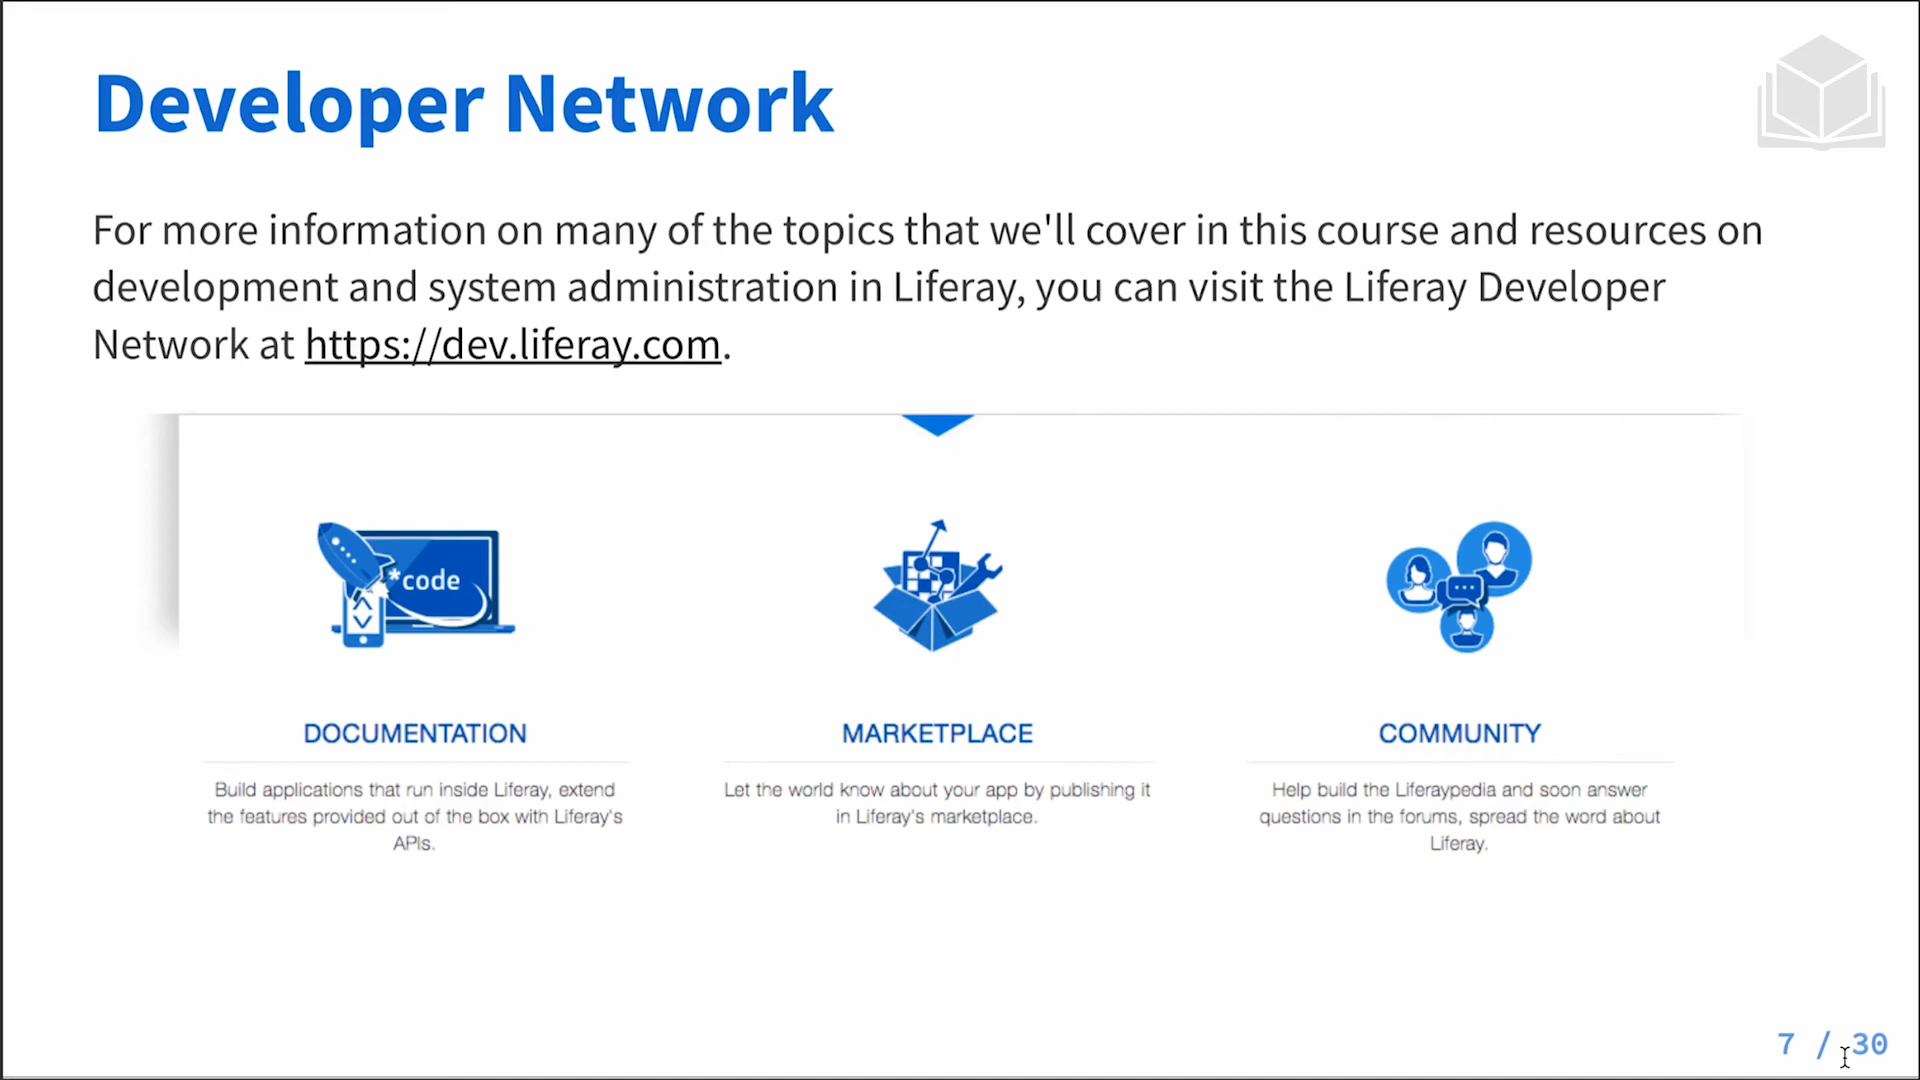 Developer Network
For more information on many of the topics that we'll cover in this course and resources on
development and system administration in Liferay, you can visit the Liferay Developer
Network at https://dev.liferay.com.
*code
DOCUMENTATION
Build applications that run inside Liferay, extend
the features provided out of the box with Liferay's
APIs.
MARKETPLACE
Let the world know about your app by publishing it
in Liferay's marketplace.
COMMUNITY
Help build the Liferaypedia and soon answer
questions in the forums, spread the word about
Liferay.
7 / 30